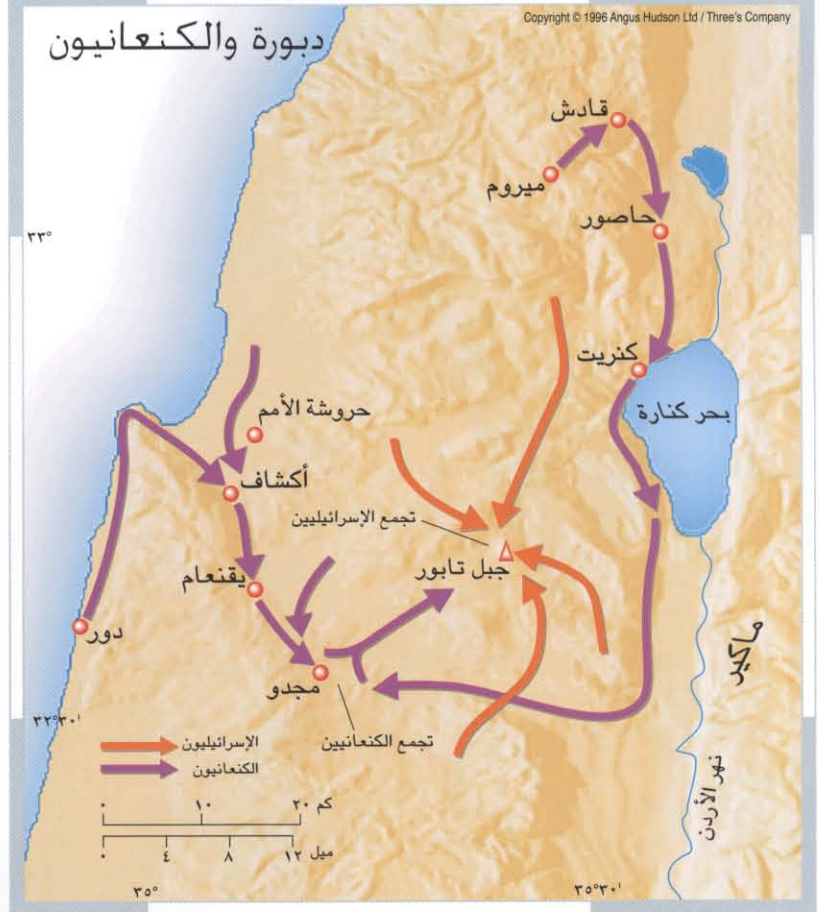 Copyright © 1996 Angus Hudson Ltd / Three's Company
دبورة والكنعانيون
قادش
ميروم
حاصور
٣٣°
كنريت
بحر كنارة
حروشة الأمم
أكشاف
تجمع الإسرائيليين
جبل تابور
يقنعام
دور
ماكير
مجدو
٣٢°٣٠'
تجمع الكنعانيين
الإسرائيليون
الكنعانيون
نهر الأردن
٠ ١٠ ٢٠ كم
٠ ٤ ٨ ١٢ ميل
٣٥°
٣٥°٣٠'